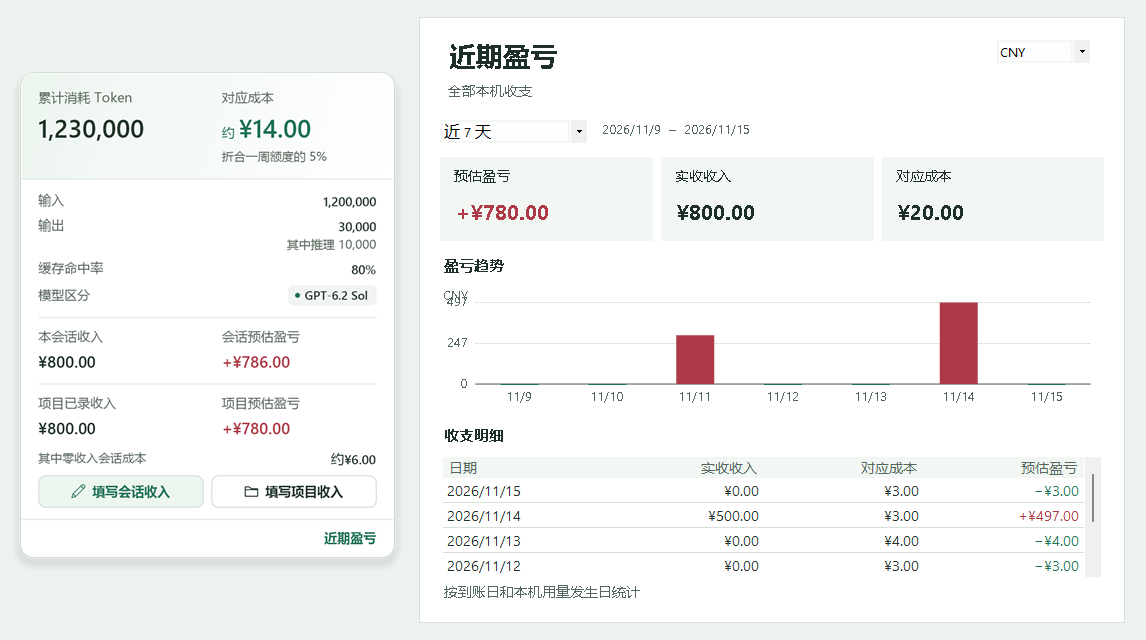 累计消耗 Token
1,230,000
对应成本
约 ¥14.00
折合一周额度的 5%
输入 1,200,000
输出 30,000
其中推理 10,000
缓存命中率 80%
模型区分 GPT-6.2 Sol
本会话收入 会话预估盈亏
¥800.00 +¥786.00
项目已录收入 项目预估盈亏
¥800.00 +¥780.00
其中零收入会话成本 约¥6.00
填写会话收入 填写项目收入
近期盈亏
近期盈亏
CNY
全部本机收支
近 7 天 2026/11/9 – 2026/11/15
预估盈亏 实收收入 对应成本
+¥780.00 ¥800.00 ¥20.00
盈亏趋势
CNY
497
247
0
11/9 11/10 11/11 11/12 11/13 11/14 11/15
收支明细
日期 实收收入 对应成本 预估盈亏
2026/11/15 ¥0.00 ¥3.00 −¥3.00
2026/11/14 ¥500.00 ¥3.00 +¥497.00
2026/11/13 ¥0.00 ¥4.00 −¥4.00
2026/11/12 ¥0.00 ¥3.00 −¥3.00
按到账日和本机用量发生日统计